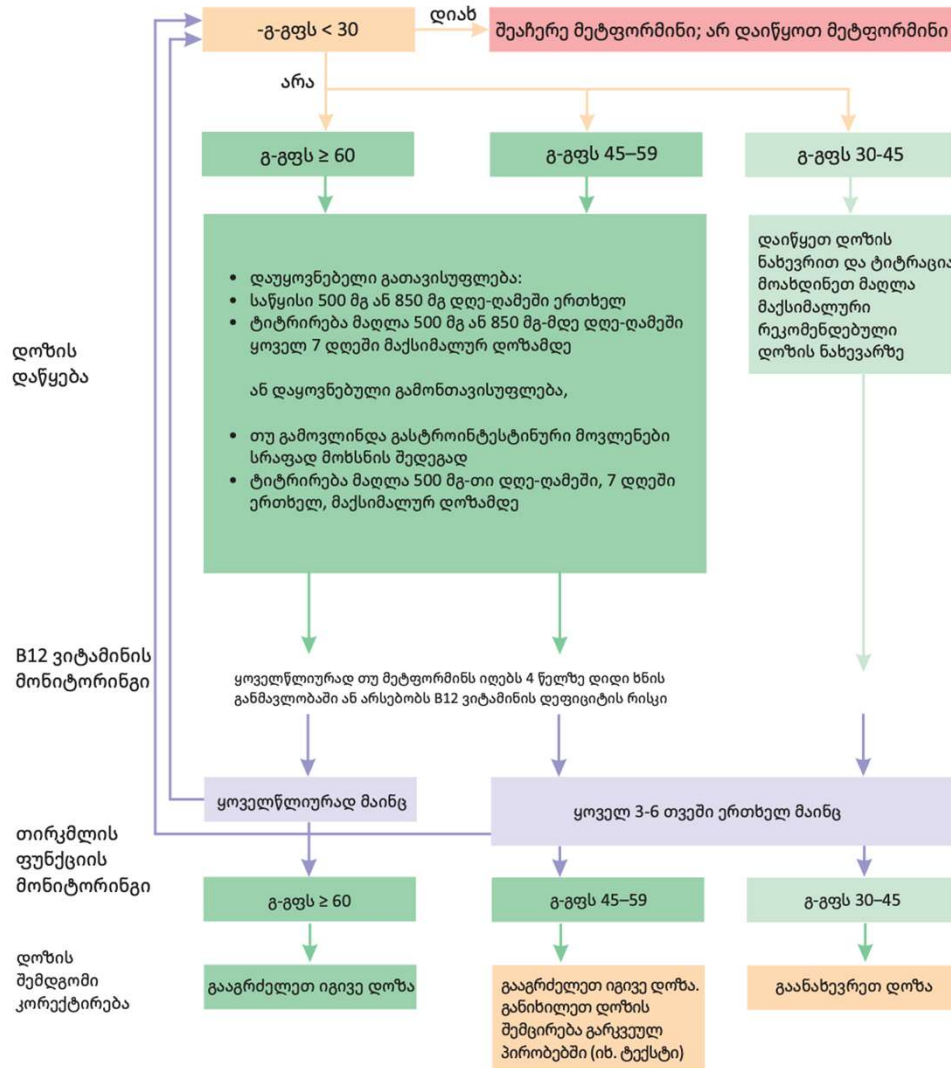 -გ-გფს < 30
დიახ
შეაჩერე მეტფორმინი; არ დაიწყოთ მეტფორმინი
არა
გ-გფს ≥ 60
გ-გფს 45–59
გ-გფს 30-45
დოზის
დაწყება
• დაუყოვნებელი გათავისუფლება:
• საწყისი 500 მგ ან 850 მგ დღე-ღამეში ერთხელ
• ტიტრირება მაღლა 500 მგ ან 850 მგ-მდე დღე-ღამეში
ყოველ 7 დღეში მაქსიმალურ დოზამდე
ან დაყოვნებული გამონთავისუფლება,
• თუ გამოვლინდა გასტროინტესტინური მოვლენები
სრაფად მოხსნის შედეგად
• ტიტრირება მაღლა 500 მგ-თი დღე-ღამეში, 7 დღეში
ერთხელ, მაქსიმალურ დოზამდე
დაიწყეთ დოზის
ნახევრით და ტიტრაცია
მოახდინეთ მაღლა
მაქსიმალური
რეკომენდებული
დოზის ნახევარზე
B12 ვიტამინის
მონიტორინგი
ყოველწლიურად თუ მეტფორმინს იღებს 4 წელზე დიდი ხნის
განმავლობაში ან არსებობს B12 ვიტამინის დეფიციტის რისკი
თირკმლის
ფუნქციის
მონიტორინგი
ყოველწლიურად მაინც
ყოველ 3-6 თვეში ერთხელ მაინც
გ-გფს ≥ 60
გ-გფს 45–59
გ-გფს 30–45
დოზის
შემდგომი
კორექტირება
გააგრძელეთ იგივე დოზა
გააგრძელეთ იგივე დოზა.
განიხილეთ დოზის
შემცირება გარკვეულ
პირობებში (იხ. ტექსტი)
გაანახევრეთ დოზა